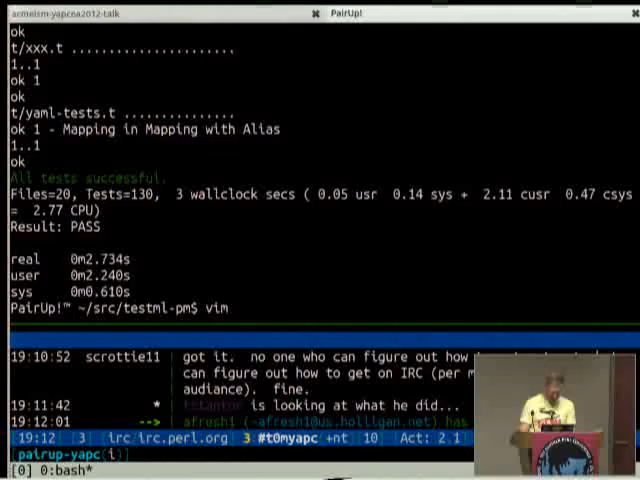 acmeism-yapcna2012-talk
PairUp!
ok
t/xxx.t .......................
1..1
ok 1
ok
t/yaml-tests.t ...............
ok 1 - Mapping in Mapping with Alias
1..1
ok
All tests successful.
Files=20, Tests=130,  3 wallclock secs ( 0.05 usr  0.14 sys +  2.11 cusr  0.47 csys
=  2.77 CPU)
Result: PASS
real    0m2.734s
user    0m2.240s
sys     0m0.610s
PairUp!™ ~/src/testml-pm$ vim
19:10:52  scrottie11 | got it.  no one who can figure out how
can figure out how to get on IRC (per m
audiance).  fine.
19:11:42 * is looking at what he did...
19:12:01 --> afresh1 (~afresh1@us.holligan.net) has
[19:12] [3] [irc/irc.perl.org] 3 #t0myapc +nt [10] [Act: 2.1
[pairup-yapc(i)
[0] 0:bash*